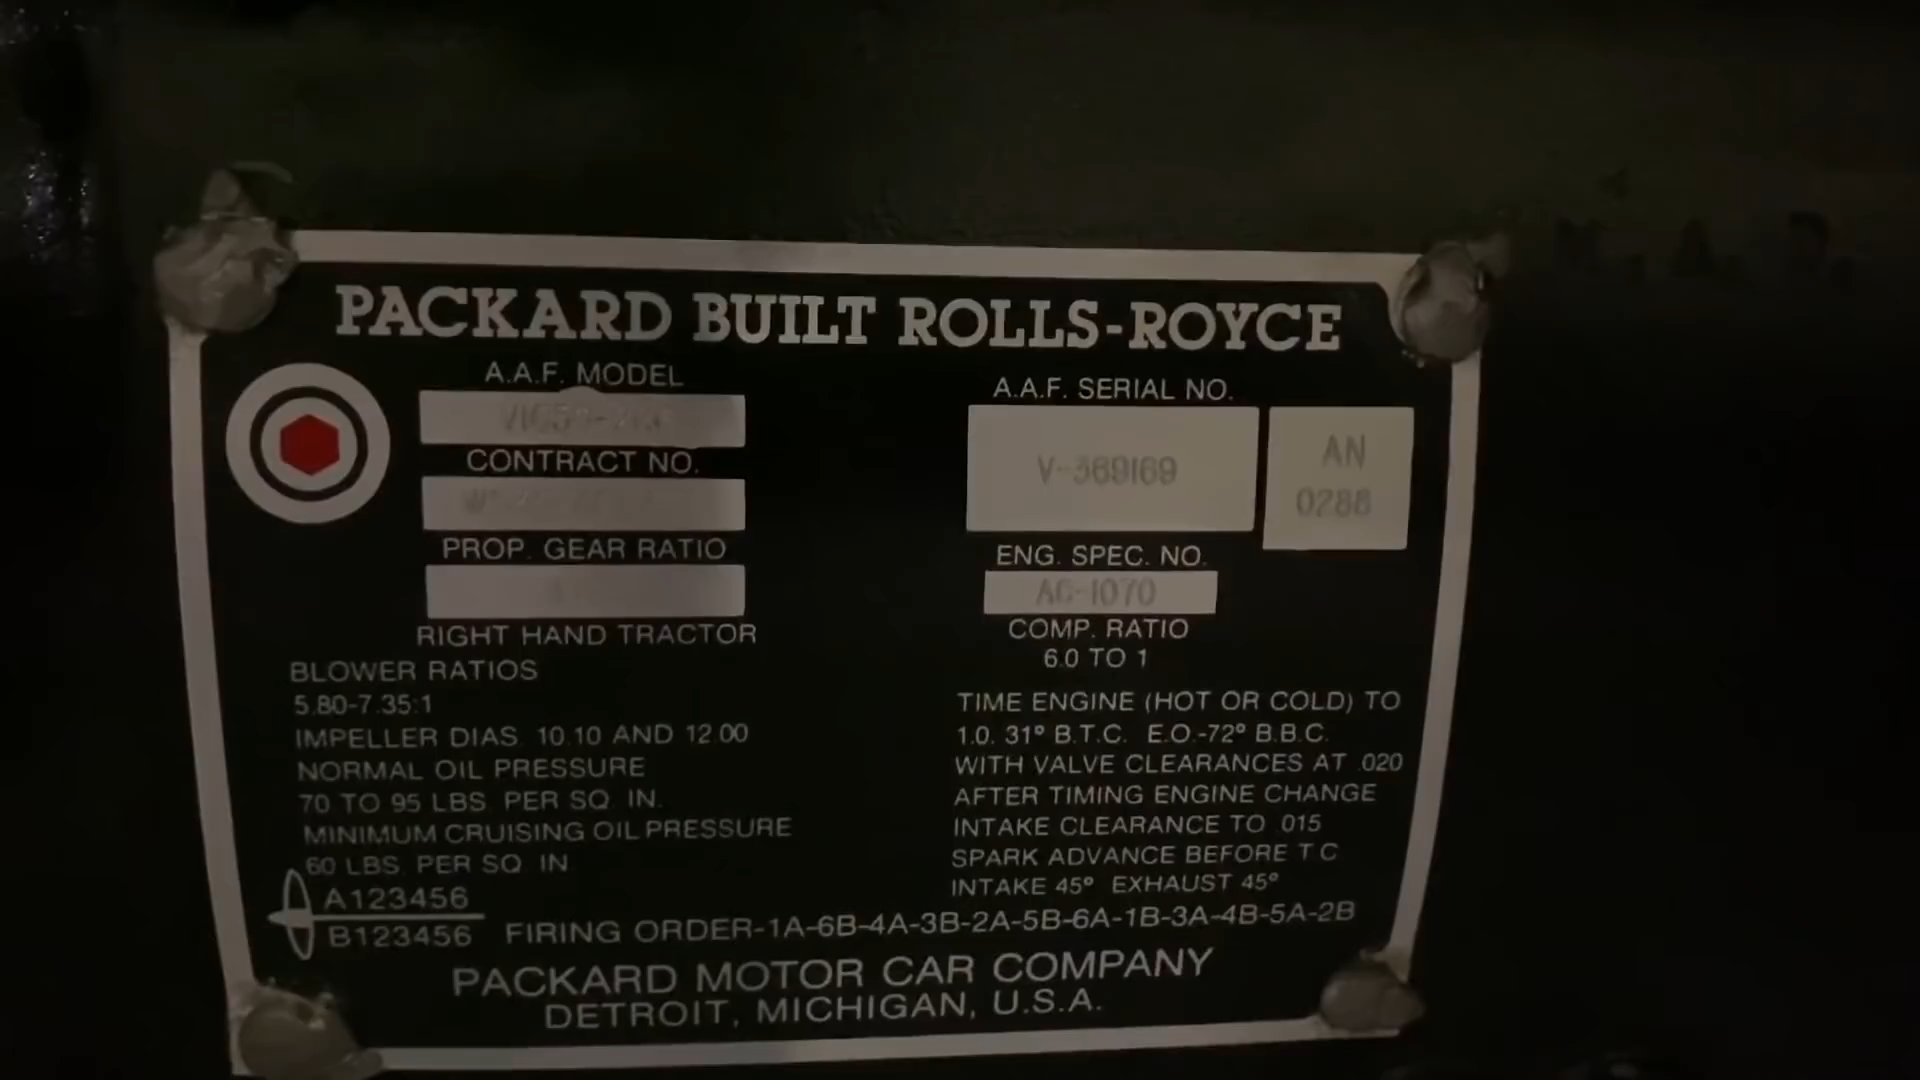 PACKARD BUILT ROLLS-ROYCE
A.A.F. MODEL
CONTRACT NO.
PROP. GEAR RATIO
RIGHT HAND TRACTOR
A.A.F. SERIAL NO.
V-369169
AN
0288
ENG. SPEC. NO.
AC-1070
COMP. RATIO
6.0 TO 1
BLOWER RATIOS
5.80-7.35:1
IMPELLER DIAS. 10.10 AND 12.00
NORMAL OIL PRESSURE
70 TO 95 LBS. PER SQ. IN.
MINIMUM CRUISING OIL PRESSURE
60 LBS. PER SQ. IN.
TIME ENGINE (HOT OR COLD) TO
1.0. 31° B.T.C. E.O.-72° B.B.C.
WITH VALVE CLEARANCES AT .020
AFTER TIMING ENGINE CHANGE
INTAKE CLEARANCE TO .015
SPARK ADVANCE BEFORE T C
INTAKE 45° EXHAUST 45°
A123456
B123456
FIRING ORDER-1A-6B-4A-3B-2A-5B-6A-1B-3A-4B-5A-2B
PACKARD MOTOR CAR COMPANY
DETROIT, MICHIGAN, U.S.A.